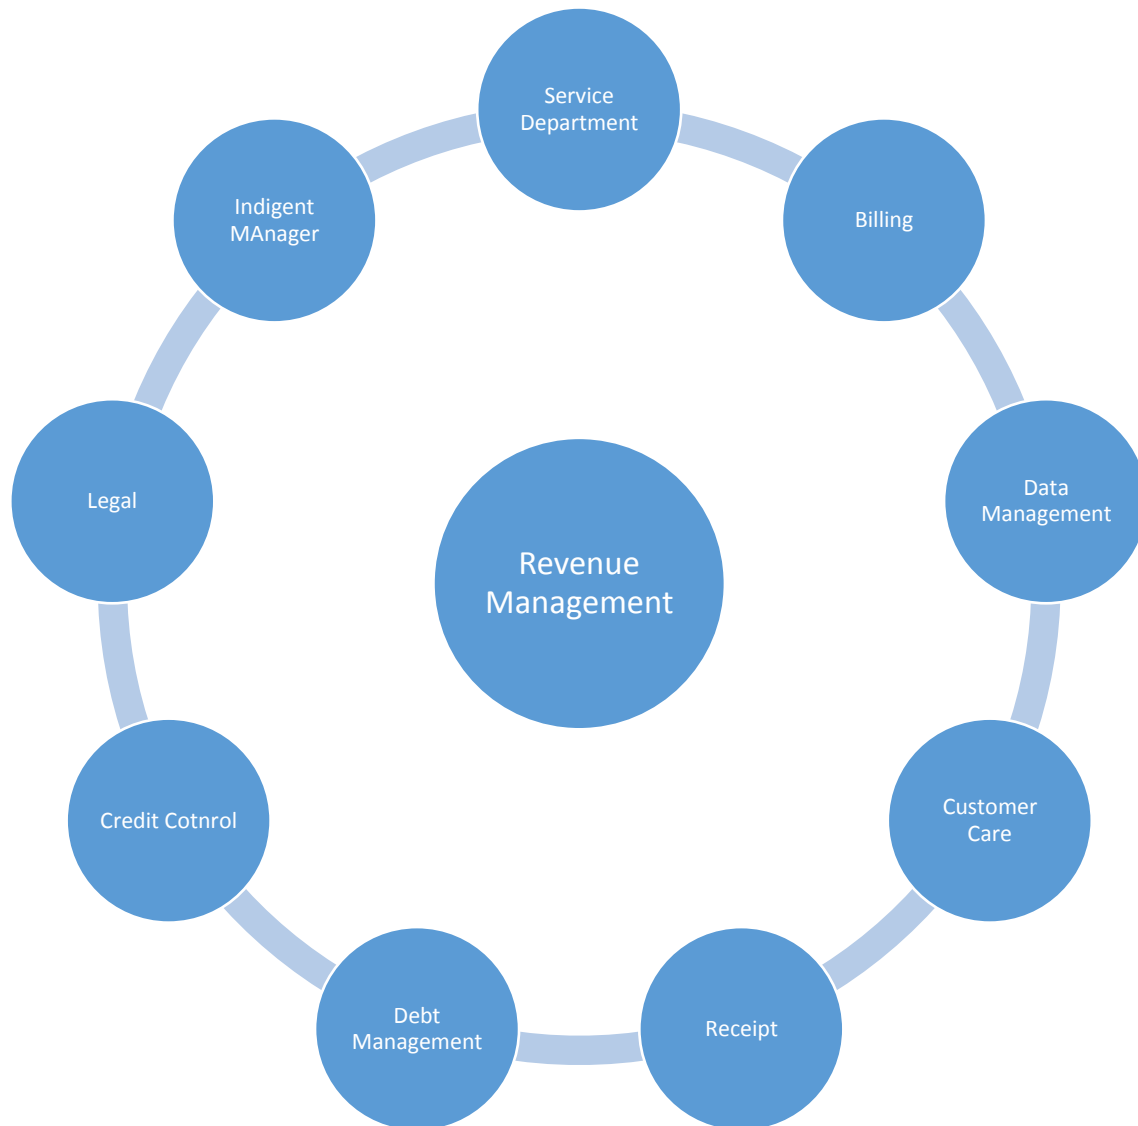 Service
Department
Billing
Data
Management
Customer
Care
Receipt
Debt
Management
Credit Cotnrol
Legal
Indigent
MAnager
Revenue
Management